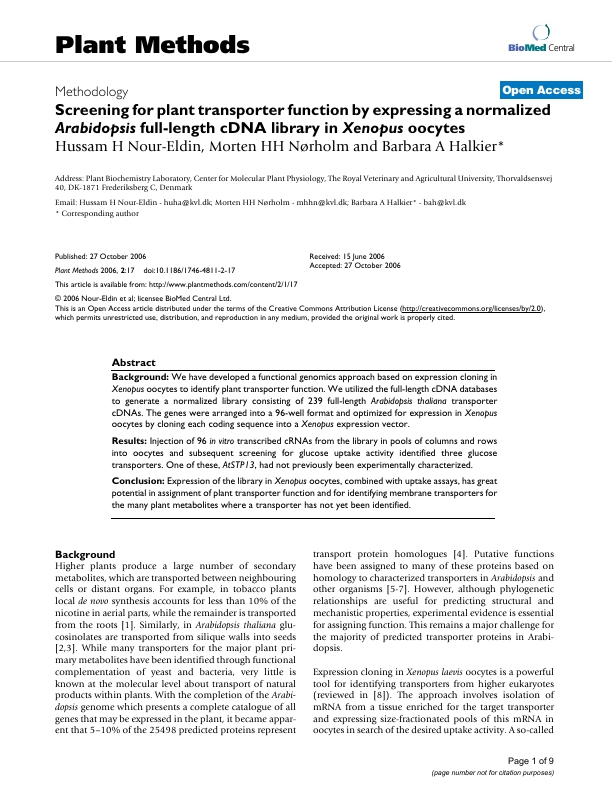 Plant Methods
BioMed Central
Methodology
Open Access
Screening for plant transporter function by expressing a normalized
Arabidopsis full-length cDNA library in Xenopus oocytes
Hussam H Nour-Eldin, Morten HH Nørholm and Barbara A Halkier*
Address: Plant Biochemistry Laboratory, Center for Molecular Plant Physiology, The Royal Veterinary and Agricultural University, Thorvaldsensvej
40, DK-1871 Frederiksberg C, Denmark
Email: Hussam H Nour-Eldin - huha@kvl.dk; Morten HH Nørholm - mhhn@kvl.dk; Barbara A Halkier* - bah@kvl.dk
* Corresponding author
Published: 27 October 2006
Plant Methods 2006, 2:17 doi:10.1186/1746-4811-2-17
Received: 15 June 2006
Accepted: 27 October 2006
This article is available from: http://www.plantmethods.com/content/2/1/17
© 2006 Nour-Eldin et al; licensee BioMed Central Ltd.
This is an Open Access article distributed under the terms of the Creative Commons Attribution License (http://creativecommons.org/licenses/by/2.0),
which permits unrestricted use, distribution, and reproduction in any medium, provided the original work is properly cited.
Abstract
Background: We have developed a functional genomics approach based on expression cloning in
Xenopus oocytes to identify plant transporter function. We utilized the full-length cDNA databases
to generate a normalized library consisting of 239 full-length Arabidopsis thaliana transporter
cDNAs. The genes were arranged into a 96-well format and optimized for expression in Xenopus
oocytes by cloning each coding sequence into a Xenopus expression vector.
Results: Injection of 96 in vitro transcribed cRNAs from the library in pools of columns and rows
into oocytes and subsequent screening for glucose uptake activity identified three glucose
transporters. One of these, AtSTP13, had not previously been experimentally characterized.
Conclusion: Expression of the library in Xenopus oocytes, combined with uptake assays, has great
potential in assignment of plant transporter function and for identifying membrane transporters for
the many plant metabolites where a transporter has not yet been identified.
Background
Higher plants produce a large number of secondary
metabolites, which are transported between neighbouring
cells or distant organs. For example, in tobacco plants
local de novo synthesis accounts for less than 10% of the
nicotine in aerial parts, while the remainder is transported
from the roots [1]. Similarly, in Arabidopsis thaliana glu-
cosinolates are transported from silique walls into seeds
[2,3]. While many transporters for the major plant pri-
mary metabolites have been identified through functional
complementation of yeast and bacteria, very little is
known at the molecular level about transport of natural
products within plants. With the completion of the Arabi-
dopsis genome which presents a complete catalogue of all
genes that may be expressed in the plant, it became appar-
ent that 5–10% of the 25498 predicted proteins represent
transport protein homologues [4]. Putative functions
have been assigned to many of these proteins based on
homology to characterized transporters in Arabidopsis and
other organisms [5-7]. However, although phylogenetic
relationships are useful for predicting structural and
mechanistic properties, experimental evidence is essential
for assigning function. This remains a major challenge for
the majority of predicted transporter proteins in Arabi-
dopsis.
Expression cloning in Xenopus laevis oocytes is a powerful
tool for identifying transporters from higher eukaryotes
(reviewed in [8]). The approach involves isolation of
mRNA from a tissue enriched for the target transporter
and expressing size-fractionated pools of this mRNA in
oocytes in search of the desired uptake activity. A so-called
Page 1 of 9
(page number not for citation purposes)